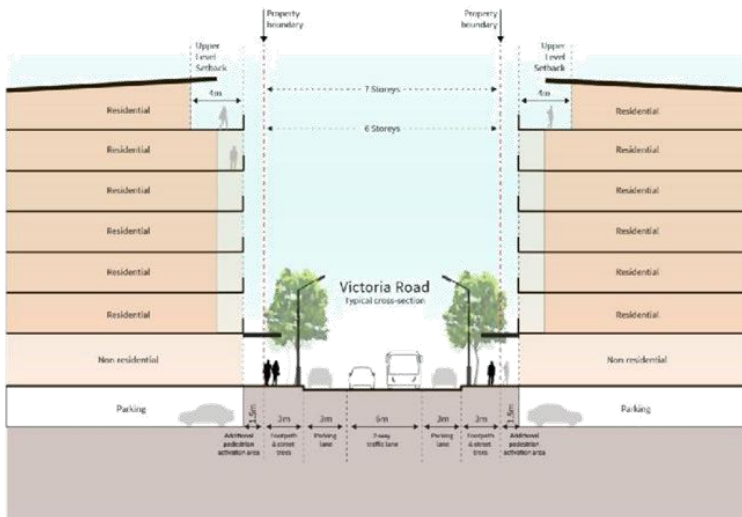 Property
boundary
Property
boundary
Upper
Level
Setback
Upper
Level
Setback
4m
7 Storeys
4m
Residential
Residential
6 Storeys
Residential
Residential
Residential
Residential
Residential
Residential
Residential
Residential
Victoria Road
Typical cross-section
Residential
Residential
Non residential
Non residential
Parking
Parking
1.5m
3m
3m
6m
3m
3m
1.5m
Additional
pedestrian
activation area
Footpath
& street
trees
Parking
lane
2-way
traffic lane
Parking
lane
Footpath
& street
trees
Additional
pedestrian
activation area